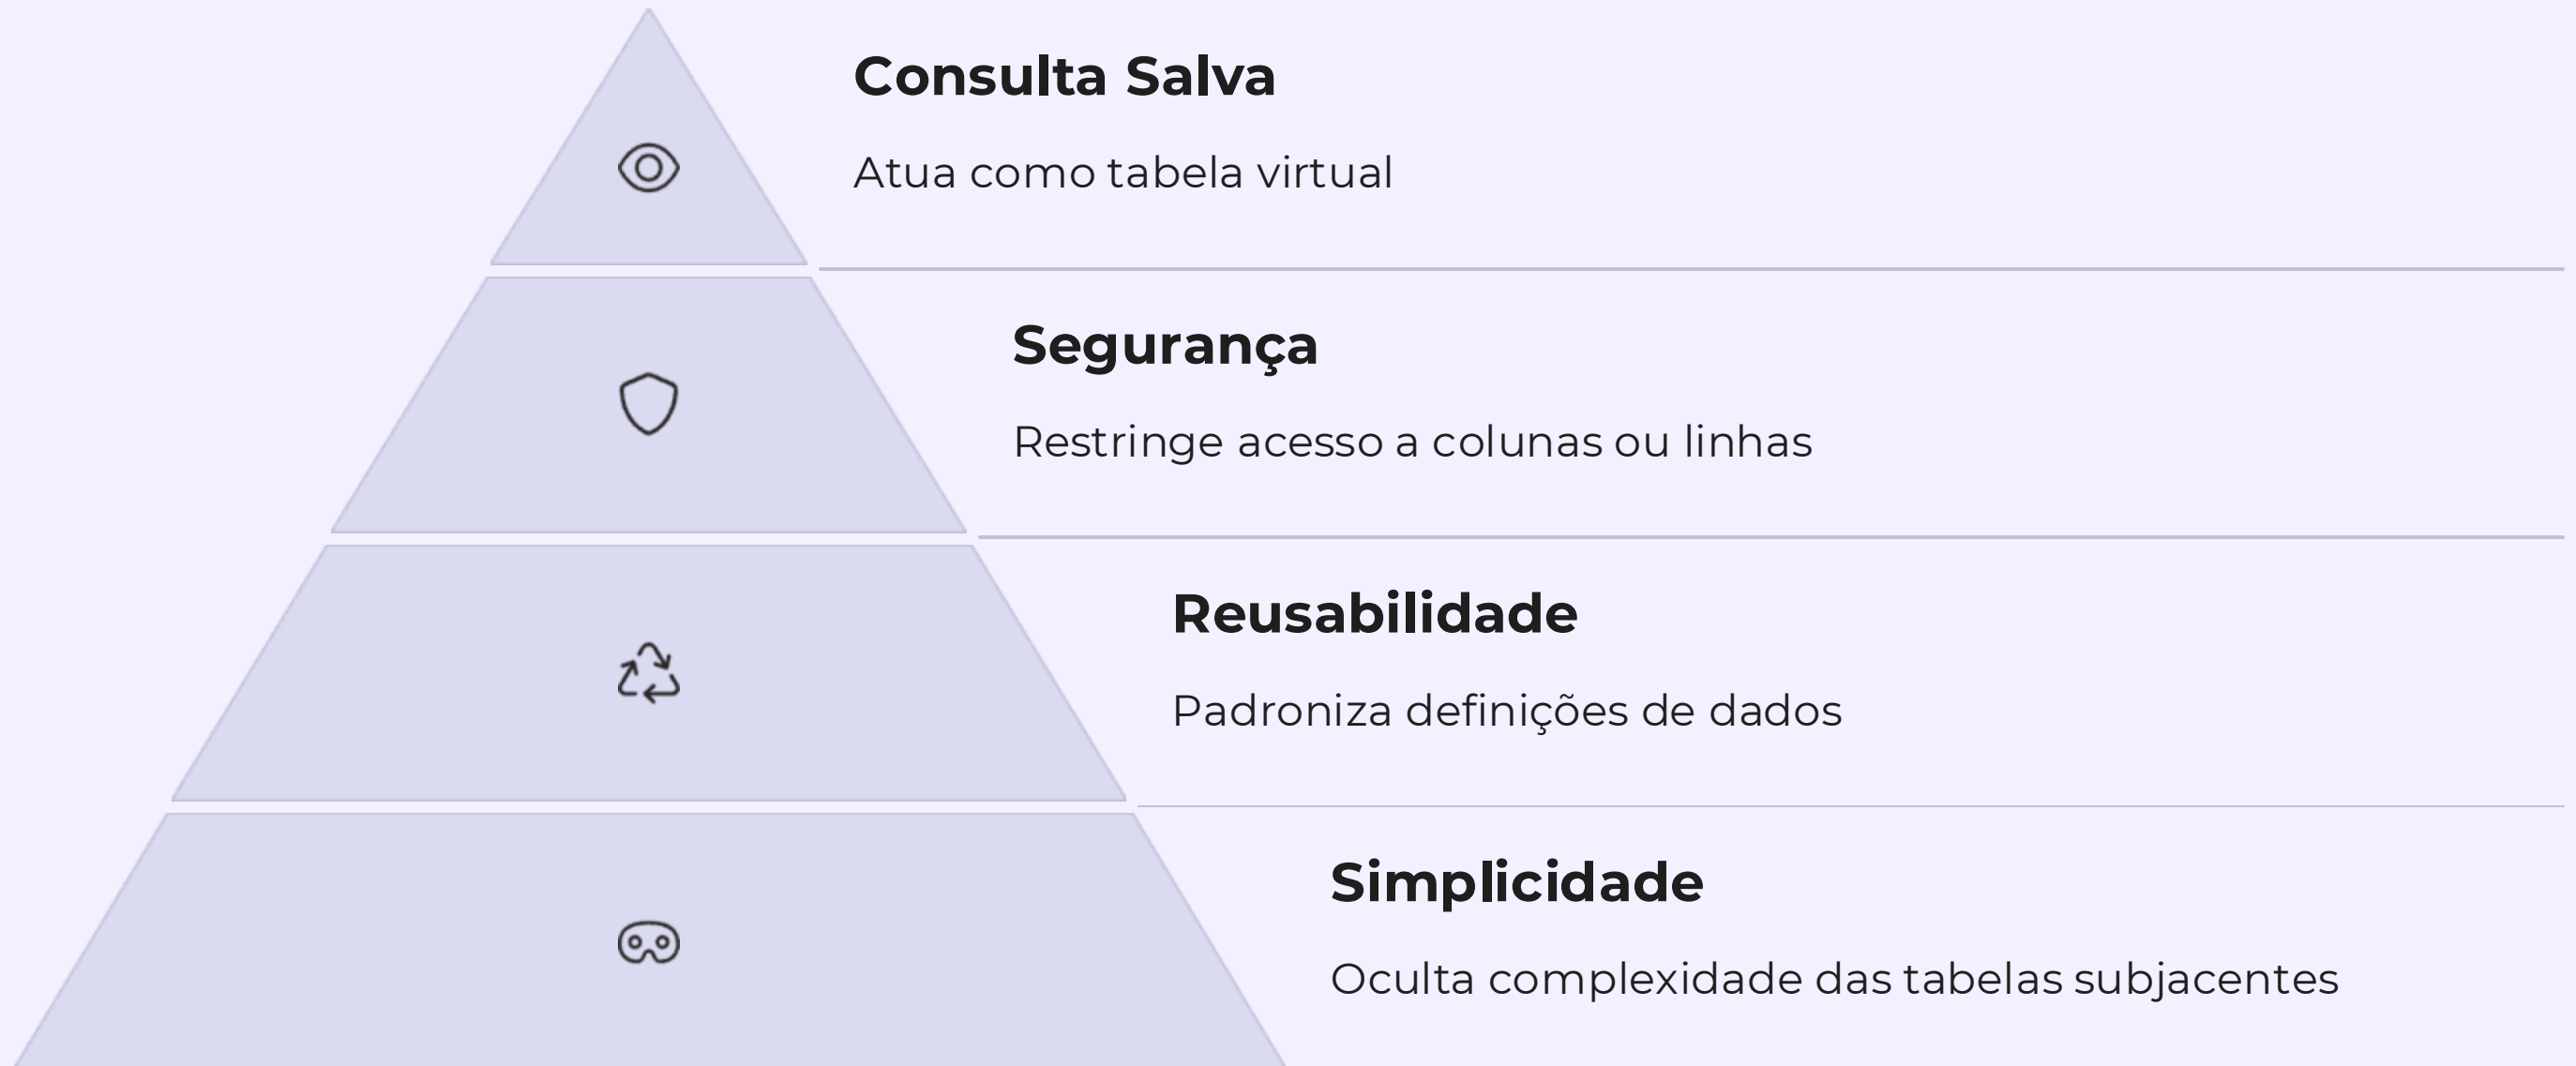 Consulta Salva
Atua como tabela virtual
Segurança
Restringe acesso a colunas ou linhas
Reusabilidade
Padroniza definições de dados
Simplicidade
Oculta complexidade das tabelas subjacentes